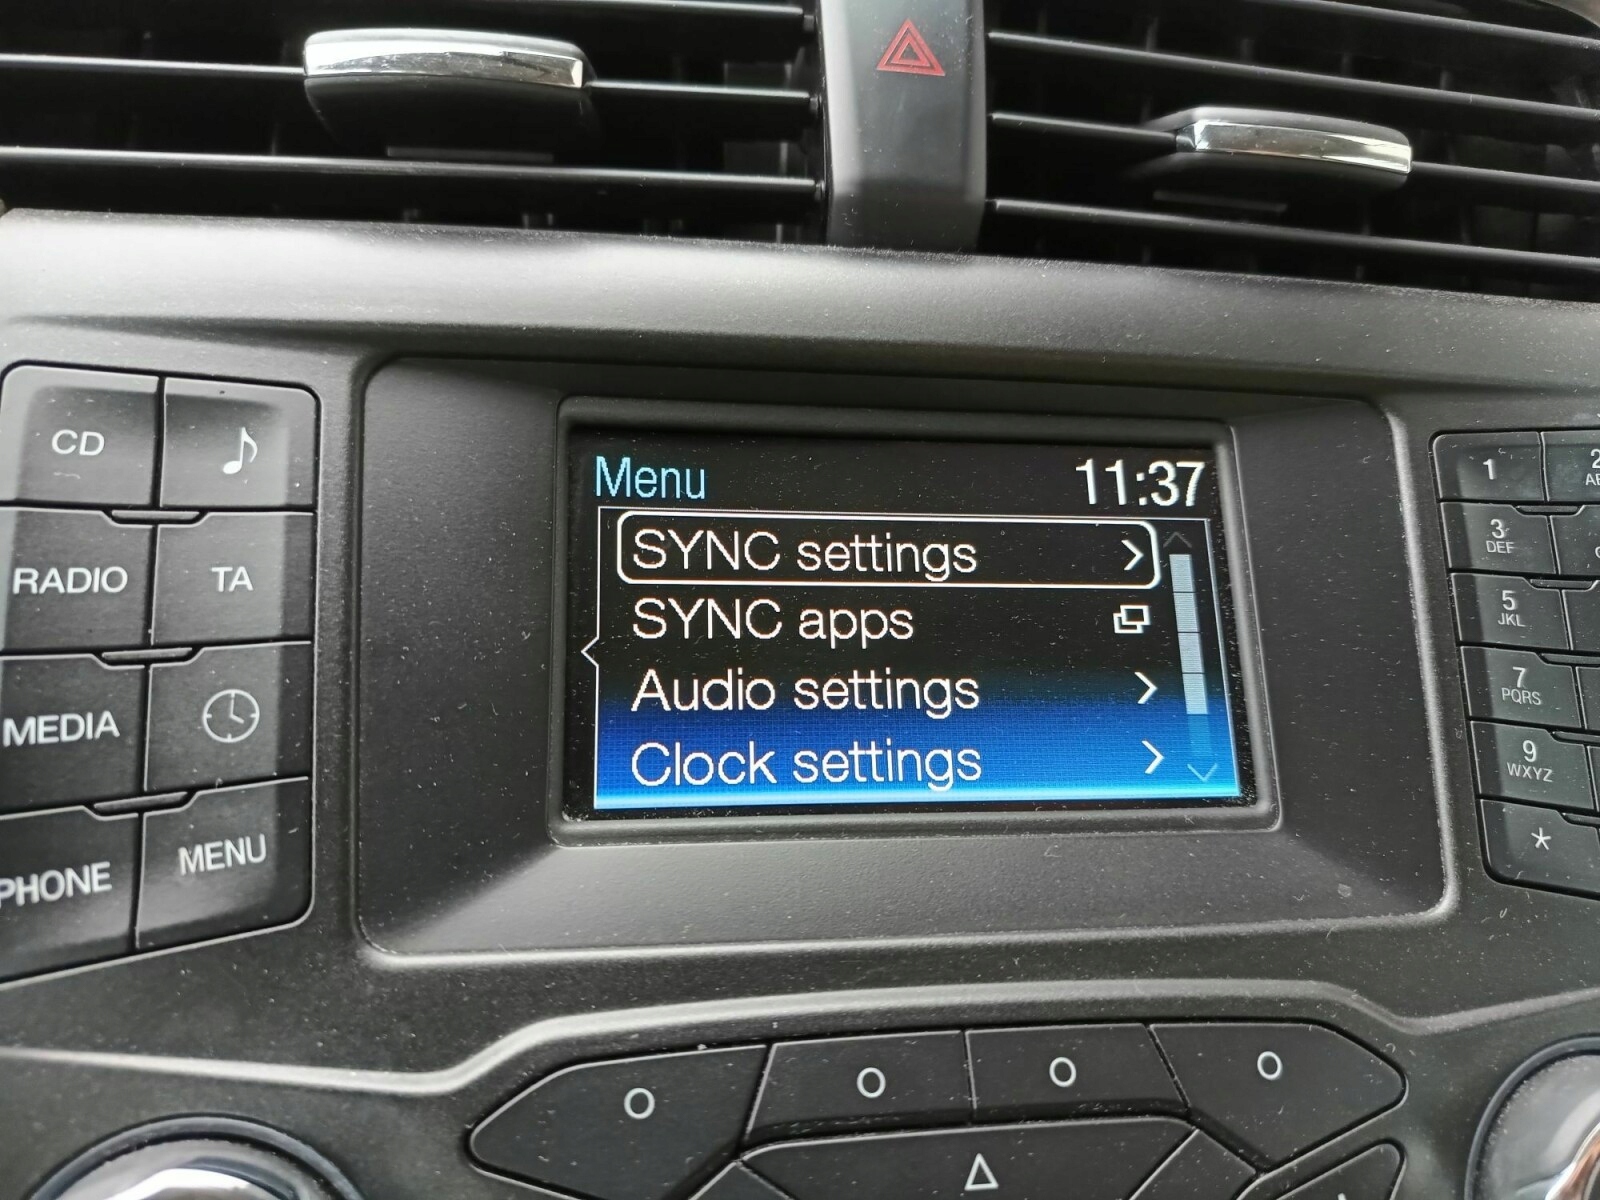 Menu 11:37
SYNC settings
SYNC apps
Audio settings
Clock settings
CD
RADIO TA
MEDIA
PHONE MENU
1
2
3
DEF
5
JKL
7
PQRS
9
WXYZ
*